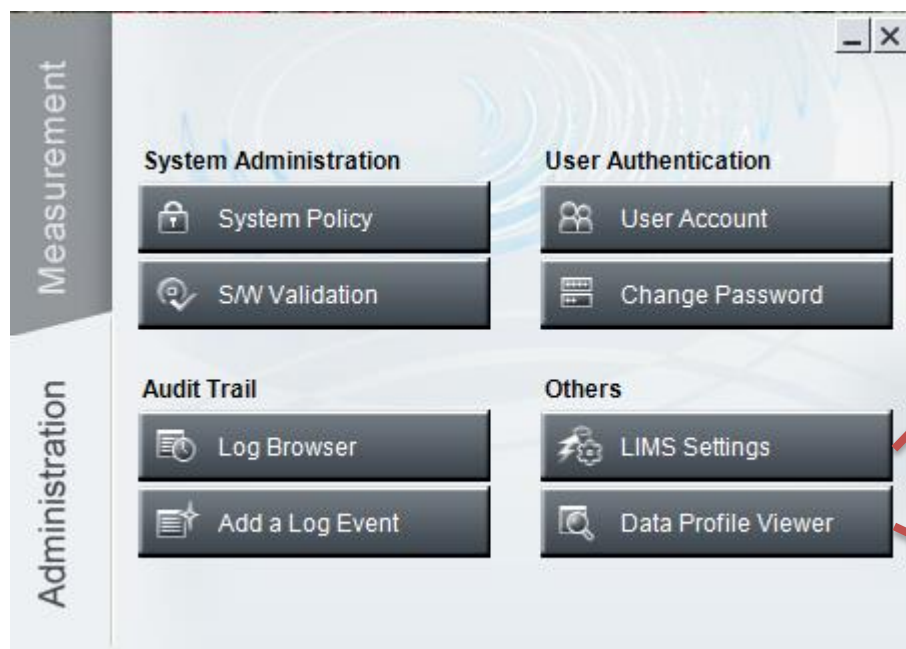 Measurement
Administration
System Administration
System Policy
S/W Validation
User Authentication
User Account
Change Password
Audit Trail
Log Browser
Add a Log Event
Others
LIMS Settings
Data Profile Viewer